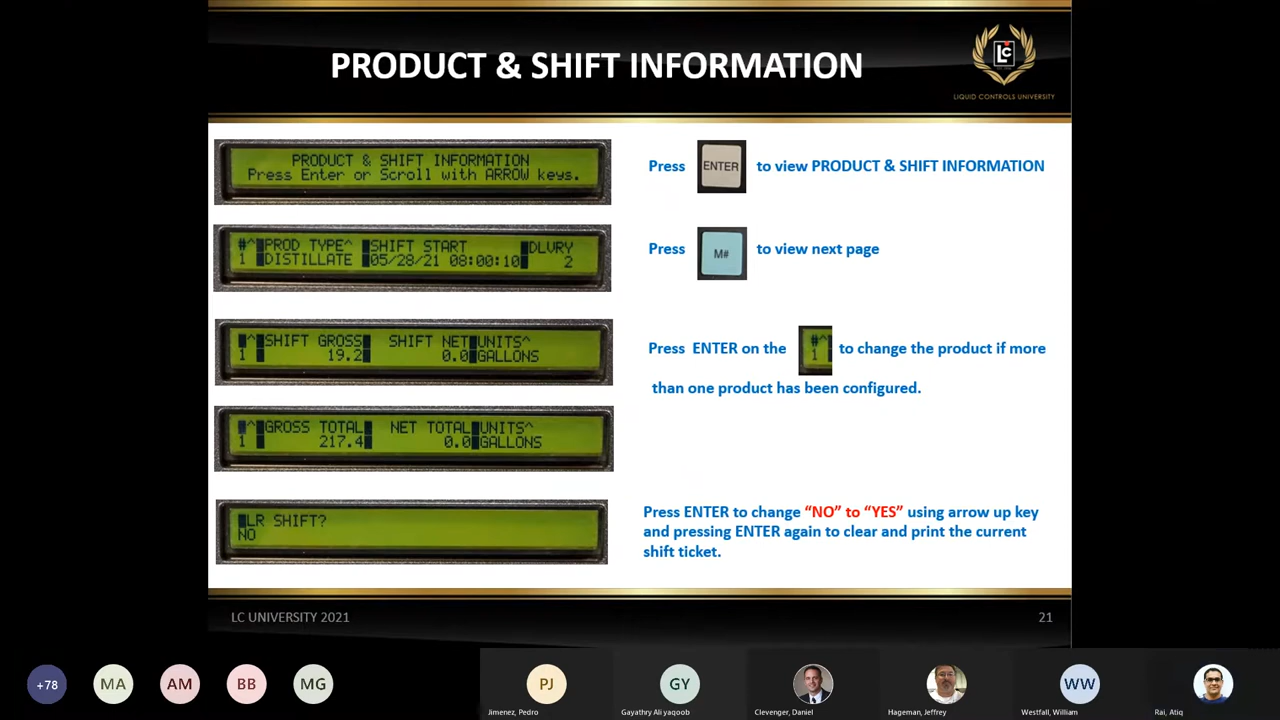 PRODUCT & SHIFT INFORMATION
LC
LIQUID CONTROLS UNIVERSITY
PRODUCT & SHIFT INFORMATION
Press Enter or Scroll with ARROW keys.
Press ENTER to view PRODUCT & SHIFT INFORMATION
#^ PROD TYPE^ SHIFT START DLVRY
1 DISTILLATE 05/28/21 08:00:10 2
Press M# to view next page
^ SHIFT GROSS SHIFT NET UNITS^
1 19.2 0.0 GALLONS
Press ENTER on the #^ 1 to change the product if more
than one product has been configured.
^ GROSS TOTAL NET TOTAL UNITS^
1 217.4 0.0 GALLONS
LR SHIFT?
NO
Press ENTER to change “NO” to “YES” using arrow up key
and pressing ENTER again to clear and print the current
shift ticket.
LC UNIVERSITY 2021
21
+78
MA
AM
BB
MG
PJ
Jimenez, Pedro
GY
Gayathry Ali yaqoob
Clevenger, Daniel
Hageman, Jeffrey
WW
Westfall, William
Rai, Atiq